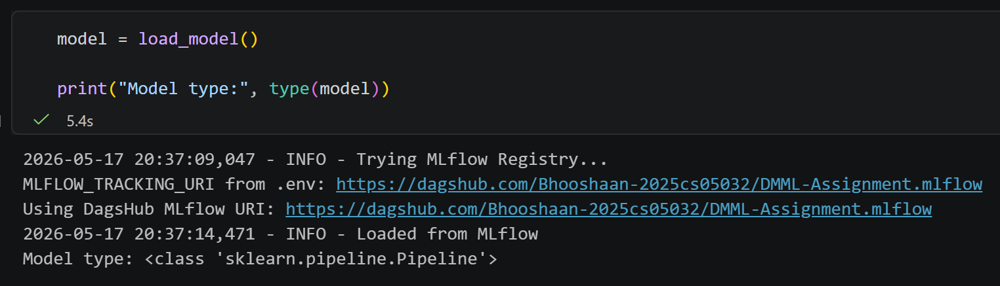 model = load_model()
print("Model type:", type(model))
5.4s
2026-05-17 20:37:09,047 - INFO - Trying MLflow Registry...
MLFLOW_TRACKING_URI from .env: https://dagshub.com/Bhooshaan-2025cs05032/DMML-Assignment.mlflow
Using DagsHub MLflow URI: https://dagshub.com/Bhooshaan-2025cs05032/DMML-Assignment.mlflow
2026-05-17 20:37:14,471 - INFO - Loaded from MLflow
Model type: <class 'sklearn.pipeline.Pipeline'>